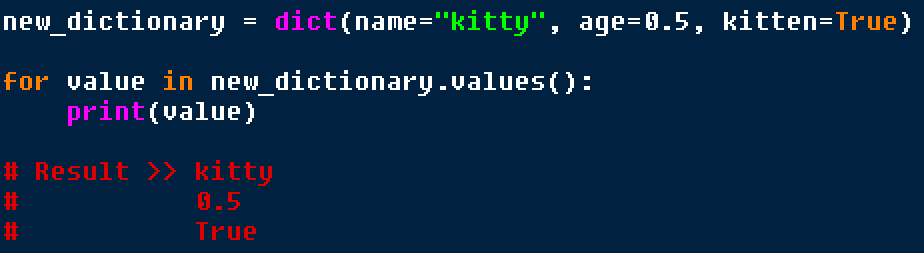 new_dictionary = dict(name="kitty", age=0.5, kitten=True)
for value in new_dictionary.values():
    print(value)
# Result >> kitty
#           0.5
#           True